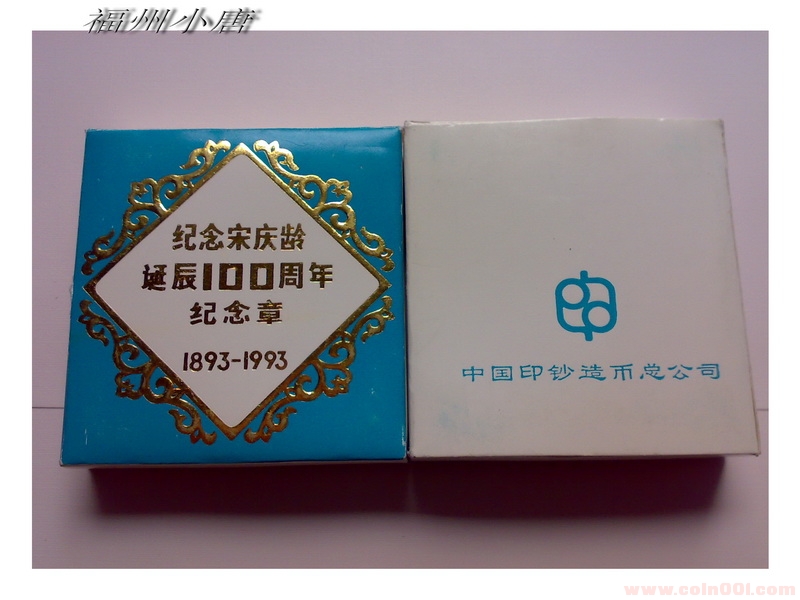 福州小唐
纪念宋庆龄
诞辰100周年
纪念章
1893-1993
中国印钞造币总公司
www.coin001.com